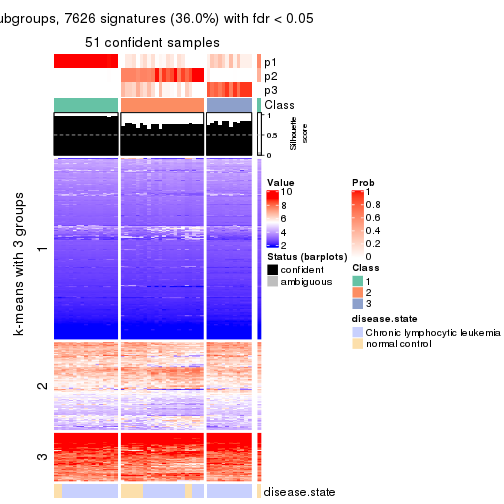 ubgroups, 7626 signatures (36.0%) with fdr < 0.05
51 confident samples
p1
p2
p3
Class
1
0.5
0
Silhouette
score
k-means with 3 groups
1
2
3
disease.state
Value
10
8
6
4
2
Status (barplots)
confident
ambiguous
Prob
1
0.8
0.6
0.4
0.2
0
Class
1
2
3
disease.state
Chronic lymphocytic leukemia
normal control